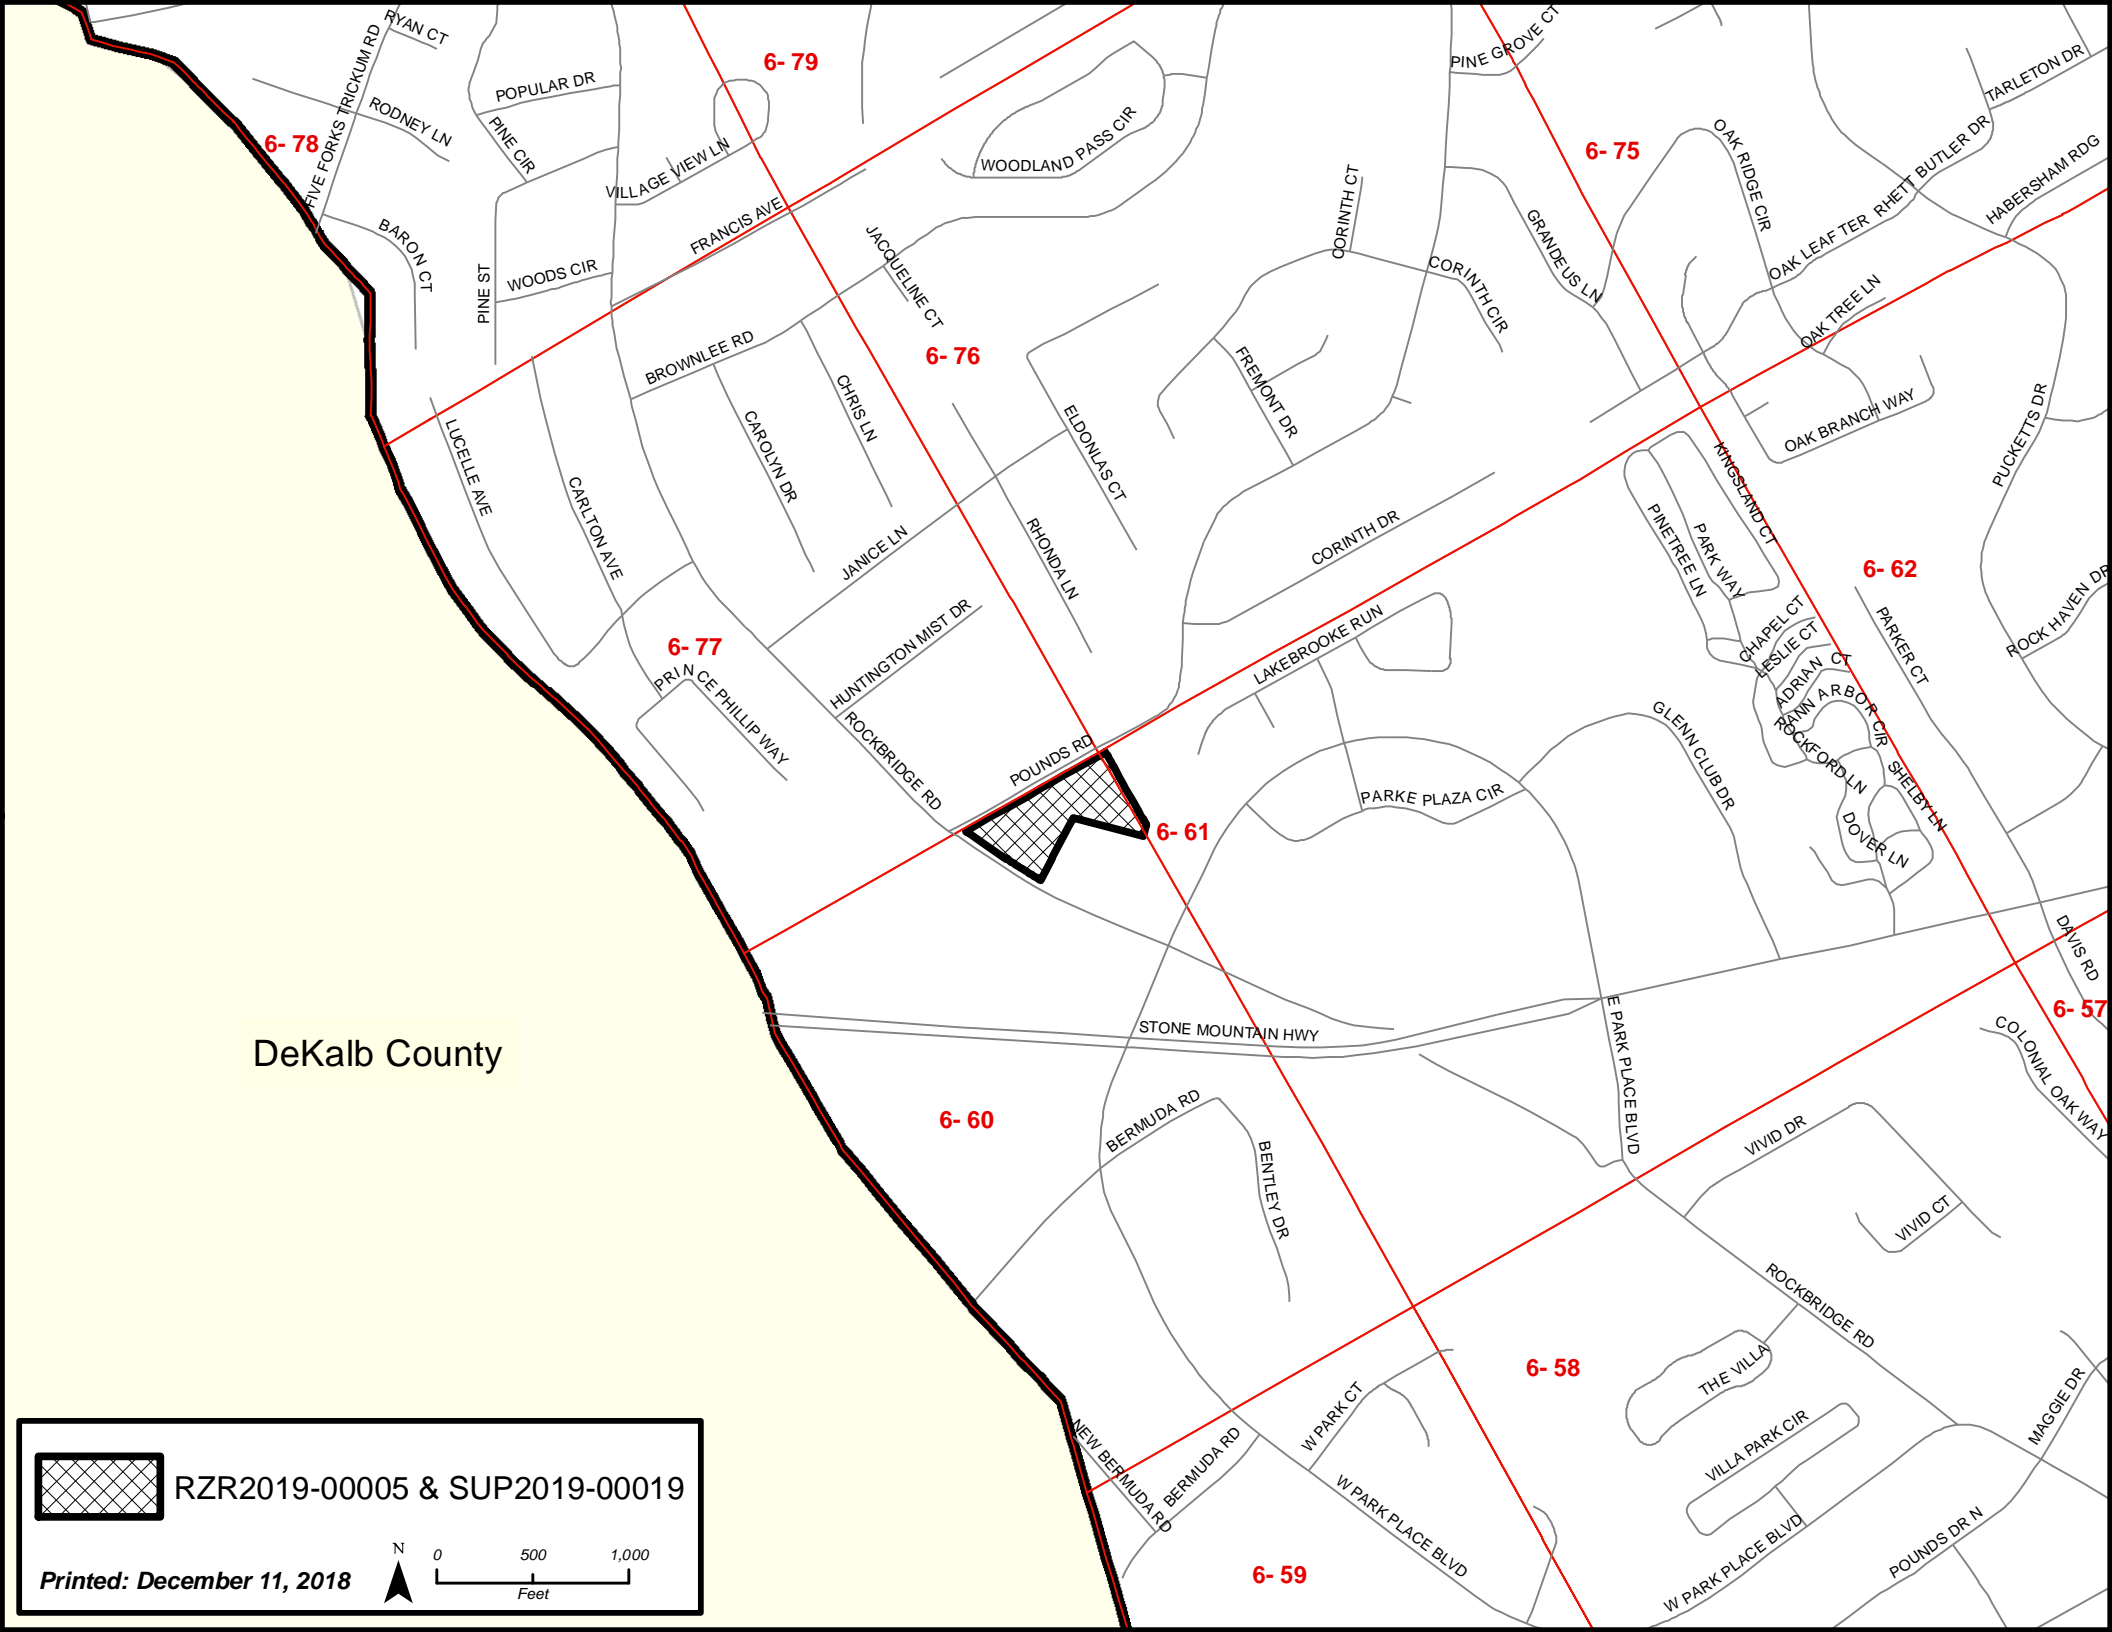 RYAN CT
FIVE FORKS TRICKUM RD
6- 79
PINE GROVE CT
TARLETON DR
POPULAR DR
RODNEY LN
PINE CIR
6- 78
VILLAGE VIEW LN
WOODLAND PASS CIR
6- 75
OAK RIDGE CIR
OAK LEAF TER
RHETT BUTLER DR
HABERSHAM RDG
FRANCIS AVE
BARON CT
PINE ST
WOODS CIR
JACQUELINE CT
CORINTH CT
CORINTH CIR
GRANDEUS LN
OAK TREE LN
BROWNLEE RD
6- 76
CHRIS LN
CAROLYN DR
FREMONT DR
ELDONLAS CT
OAK BRANCH WAY
PUCKETTS DR
LUCELLE AVE
CARLTON AVE
JANICE LN
RHONDA LN
CORINTH DR
KINGSLAND CT
PINETREE LN
PARK WAY
6- 62
ROCK HAVEN DR
HUNTINGTON MIST DR
LAKEBROOKE RUN
CHAPEL CT
LESLIE CT
ADRIAN CT
PARKER CT
6- 77
PRINCE PHILLIP WAY
ROCKBRIDGE RD
POUNDS RD
GLENN CLUB DR
RANN ARBOR CIR
ROCKFORD LN
SHELBY LN
DOVER LN
PARKE PLAZA CIR
6- 61
DAVIS RD
6- 57
STONE MOUNTAIN HWY
E PARK PLACE BLVD
COLONIAL OAK WAY
DeKalb County
6- 60
BERMUDA RD
BENTLEY DR
VIVID DR
VIVID CT
ROCKBRIDGE RD
6- 58
THE VILLA
MAGGIE DR
W PARK CT
VILLA PARK CIR
NEW BERMUDA RD
BERMUDA RD
W PARK PLACE BLVD
W PARK PLACE BLVD
POUNDS DR N
6- 59
RZR2019-00005 & SUP2019-00019
Printed: December 11, 2018
N
0 500 1,000
Feet